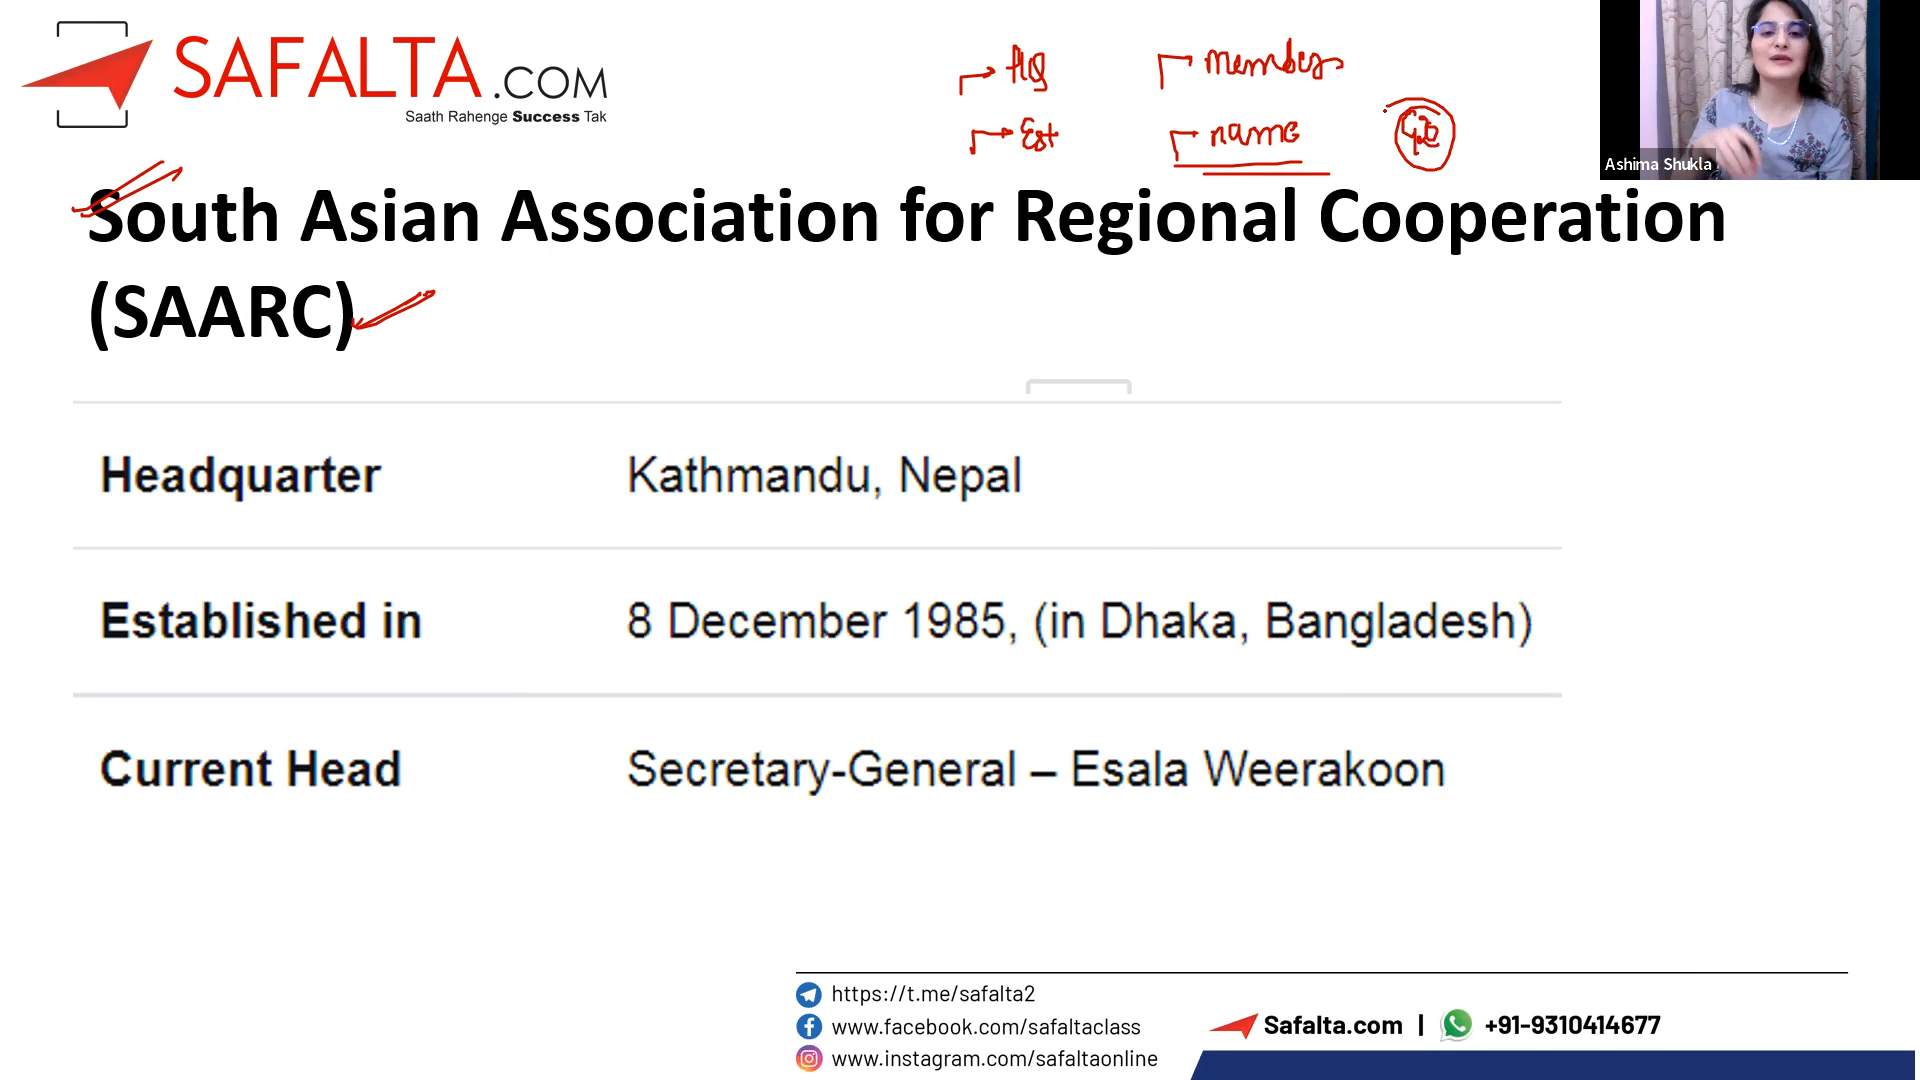 SAFALTA.COM
Saath Rahenge Success Tak
HQ
Members
Est
name
Ashima Shukla
South Asian Association for Regional Cooperation
(SAARC)
Headquarter Kathmandu, Nepal
Established in 8 December 1985, (in Dhaka, Bangladesh)
Current Head Secretary-General – Esala Weerakoon
https://t.me/safalta2
www.facebook.com/safaltaclass
www.instagram.com/safaltaonline
Safalta.com | +91-9310414677